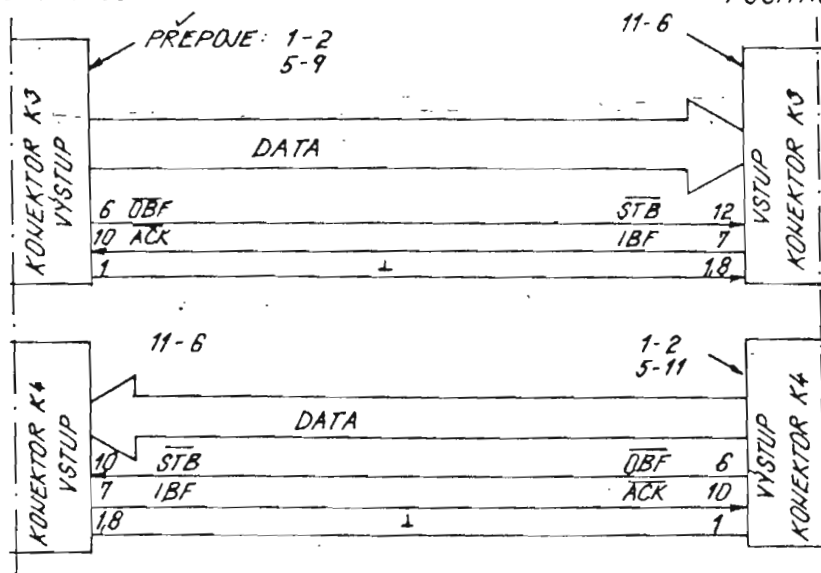 PŘEPOJE: 1-2
5-9
11-6
KONEKTOR K3
VÝSTUP
DATA
VSTUP
KONEKTOR K3
6 OBF STB 12
10 ACK IBF 7
1 ⊥ 1,8
11-6
1-2
5-11
KONEKTOR K4
VSTUP
DATA
VÝSTUP
KONEKTOR K4
10 STB OBF 6
7 IBF ACK 10
1,8 ⊥ 1